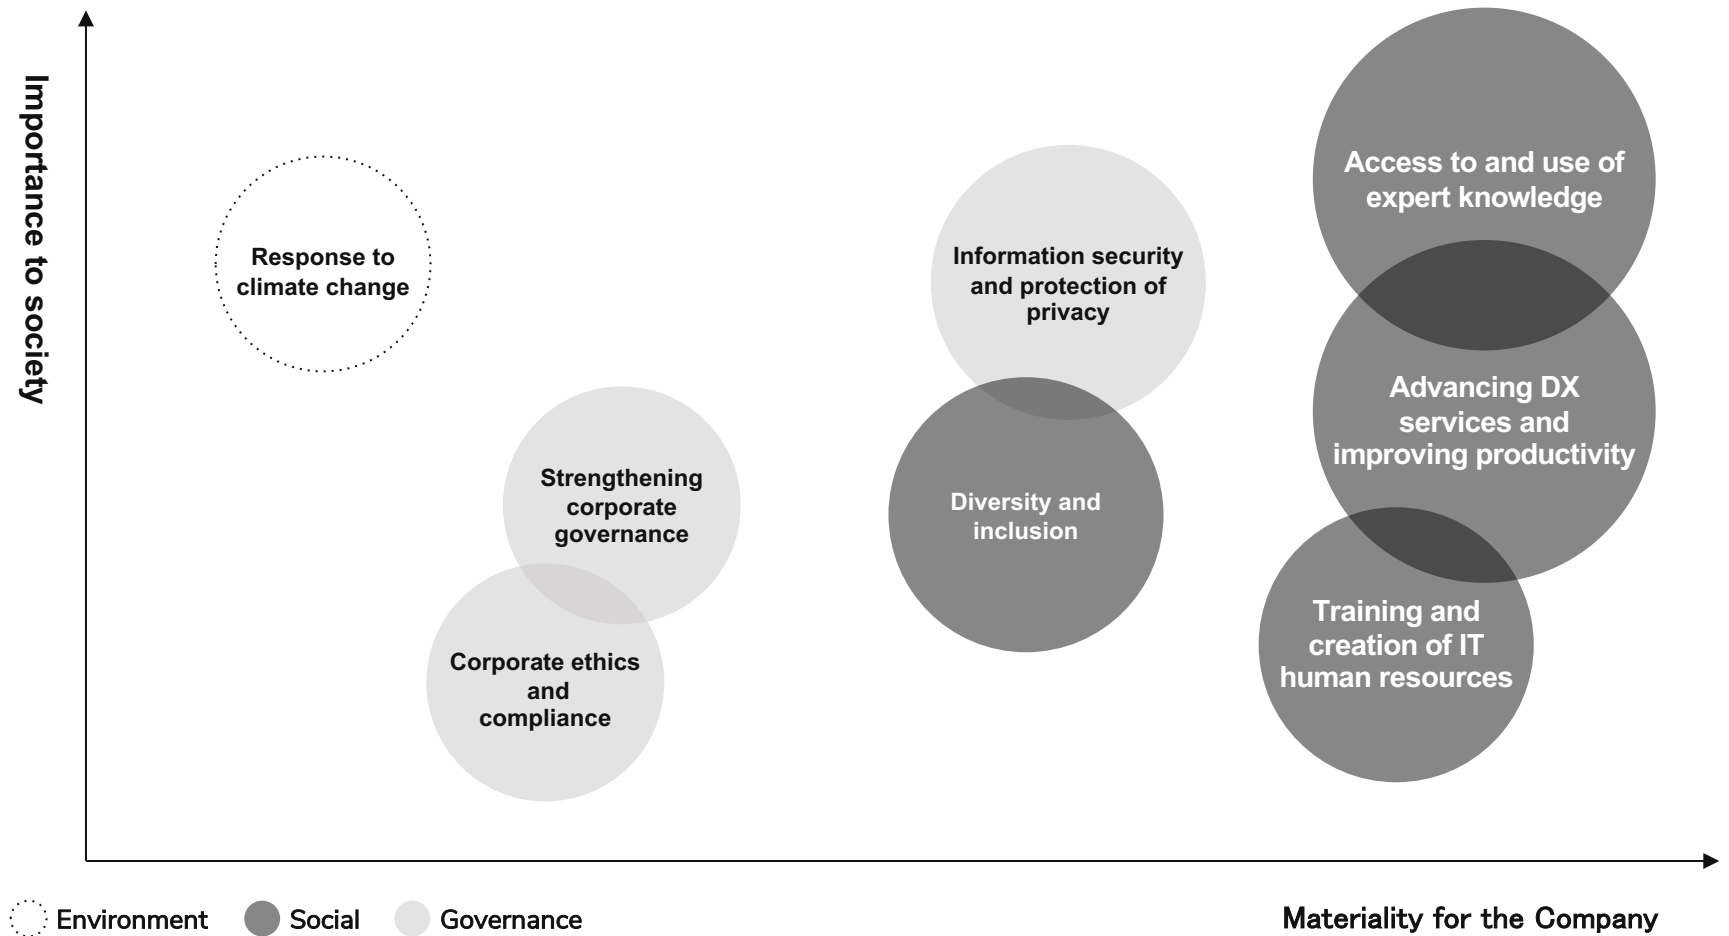 Importance to society
Response to
climate change
Strengthening
corporate
governance
Corporate ethics
and
compliance
Information security
and protection of
privacy
Diversity and
inclusion
Access to and use of
expert knowledge
Advancing DX
services and
improving productivity
Training and
creation of IT
human resources
Environment
Social
Governance
Materiality for the Company